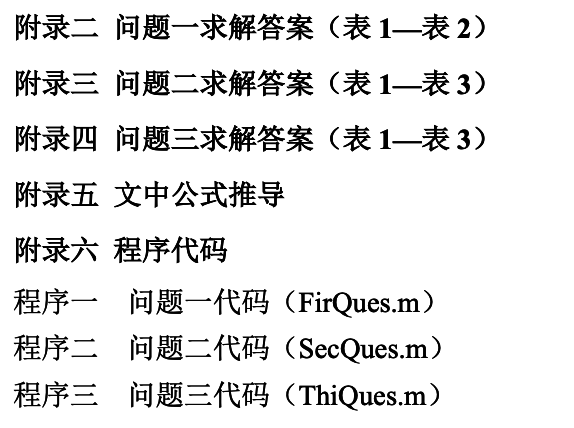 附录二 问题一求解答案（表 1—表 2）
附录三 问题二求解答案（表 1—表 3）
附录四 问题三求解答案（表 1—表 3）
附录五 文中公式推导
附录六 程序代码
程序一 问题一代码（FirQues.m）
程序二 问题二代码（SecQues.m）
程序三 问题三代码（ThiQues.m）